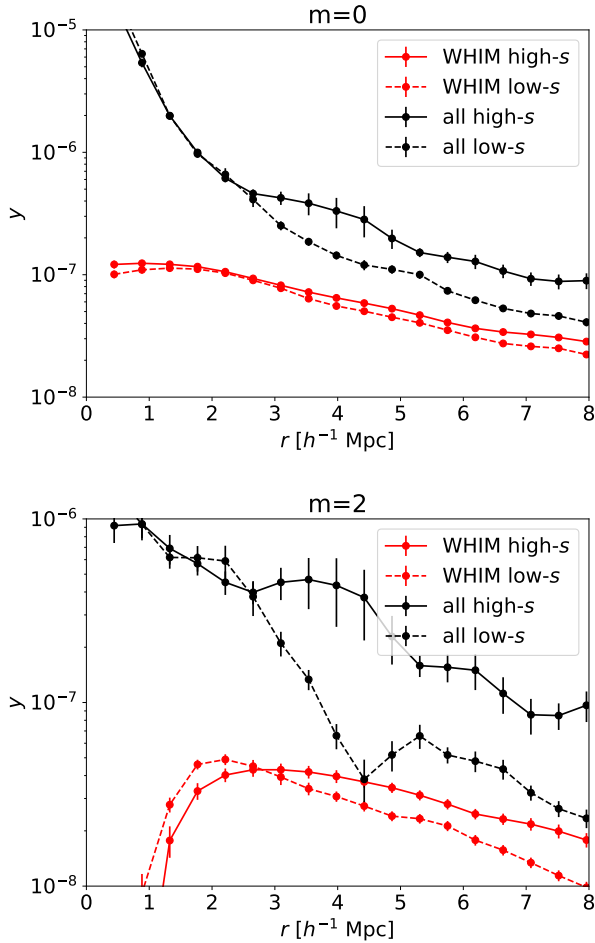 m=0
10⁻⁵
10⁻⁶
10⁻⁷
10⁻⁸
y
WHIM high-s
WHIM low-s
all high-s
all low-s
0 1 2 3 4 5 6 7 8
r [h⁻¹ Mpc]
m=2
10⁻⁶
10⁻⁷
10⁻⁸
y
WHIM high-s
WHIM low-s
all high-s
all low-s
0 1 2 3 4 5 6 7 8
r [h⁻¹ Mpc]